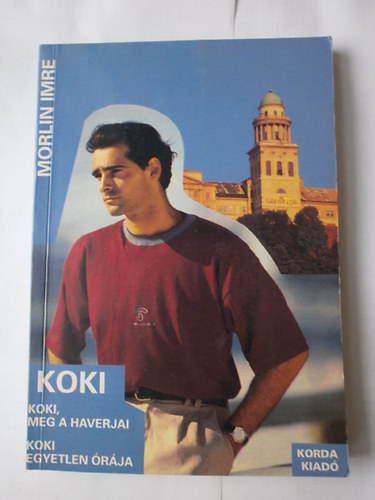 MORLIN IMRE
KOKI
KOKI,
MEG A HAVERJAI
KOKI
EGYETLEN ÓRÁJA
KORDA
KIADÓ